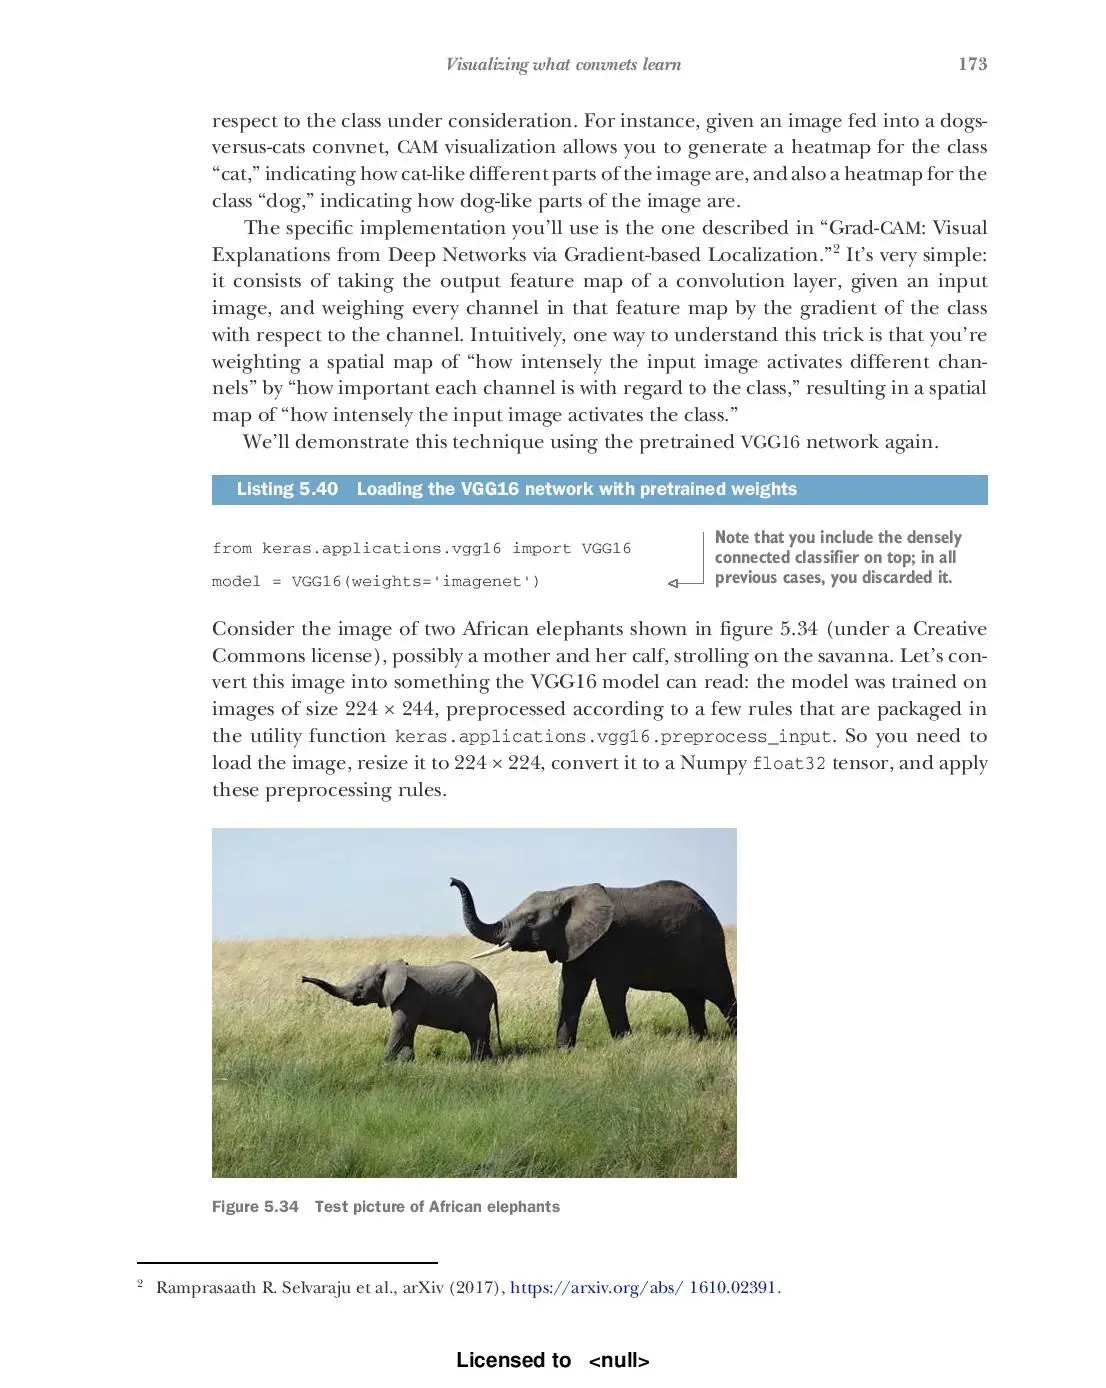 Visualizing what convnets learn 173
respect to the class under consideration. For instance, given an image fed into a dogs-
versus-cats convnet, CAM visualization allows you to generate a heatmap for the class
“cat,” indicating how cat-like different parts of the image are, and also a heatmap for the
class “dog,” indicating how dog-like parts of the image are.
The specific implementation you’ll use is the one described in “Grad-CAM: Visual
Explanations from Deep Networks via Gradient-based Localization.”2 It’s very simple:
it consists of taking the output feature map of a convolution layer, given an input
image, and weighing every channel in that feature map by the gradient of the class
with respect to the channel. Intuitively, one way to understand this trick is that you’re
weighting a spatial map of “how intensely the input image activates different chan-
nels” by “how important each channel is with regard to the class,” resulting in a spatial
map of “how intensely the input image activates the class.”
We’ll demonstrate this technique using the pretrained VGG16 network again.
Listing 5.40 Loading the VGG16 network with pretrained weights
from keras.applications.vgg16 import VGG16
model = VGG16(weights='imagenet')
Note that you include the densely
connected classifier on top; in all
previous cases, you discarded it.
Consider the image of two African elephants shown in figure 5.34 (under a Creative
Commons license), possibly a mother and her calf, strolling on the savanna. Let’s con-
vert this image into something the VGG16 model can read: the model was trained on
images of size 224 × 244, preprocessed according to a few rules that are packaged in
the utility function keras.applications.vgg16.preprocess_input. So you need to
load the image, resize it to 224 × 224, convert it to a Numpy float32 tensor, and apply
these preprocessing rules.
Figure 5.34 Test picture of African elephants
2 Ramprasaath R. Selvaraju et al., arXiv (2017), https://arxiv.org/abs/ 1610.02391.
Licensed to <null>